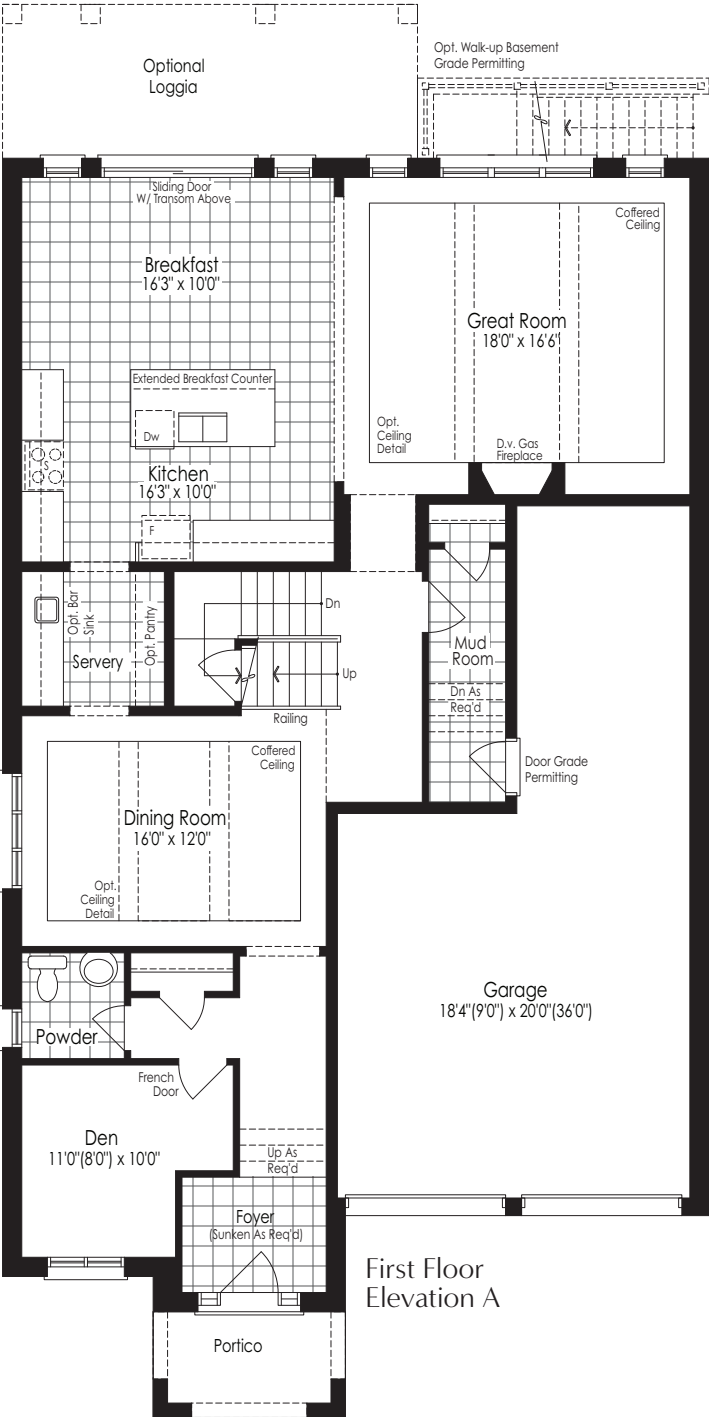 Optional
Loggia
Opt. Walk-up Basement
Grade Permitting
Sliding Door
W/ Transom Above
Coffered
Ceiling
Breakfast
16'3" x 10'0"
Great Room
18'0" x 16'6"
Extended Breakfast Counter
Dw
Opt.
Ceiling
Detail
D.v. Gas
Fireplace
S
Kitchen
16'3" x 10'0"
F
Opt. Bar
Sink
Opt. Pantry
Servery
Dn
Up
Railing
Mud
Room
Dn As
Req'd
Door Grade
Permitting
Coffered
Ceiling
Dining Room
16'0" x 12'0"
Opt.
Ceiling
Detail
Garage
18'4"(9'0") x 20'0"(36'0")
Powder
French
Door
Den
11'0"(8'0") x 10'0"
Up As
Req'd
Foyer
(Sunken As Req'd)
First Floor
Elevation A
Portico